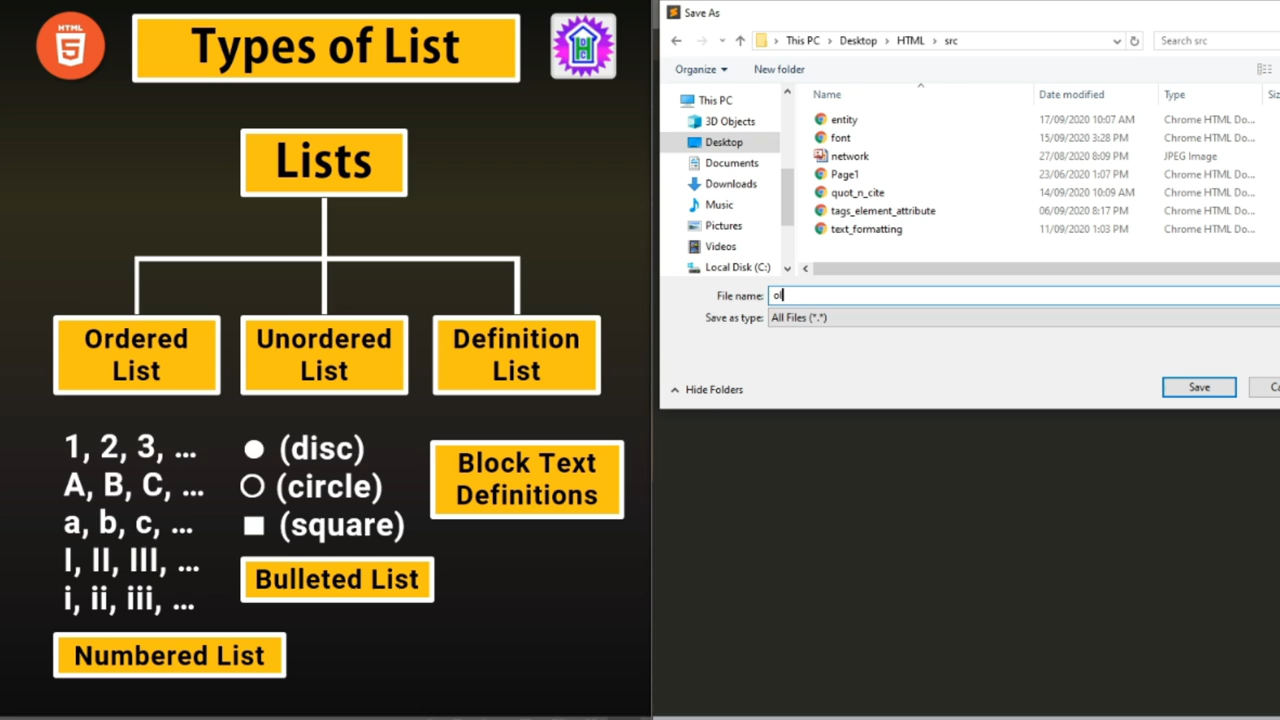 HTML
5
Types of List
Lists
Ordered
List
Unordered
List
Definition
List
1, 2, 3, ...
A, B, C, ...
a, b, c, ...
I, II, III, ...
i, ii, iii, ...
Numbered List
(disc)
(circle)
(square)
Bulleted List
Block Text
Definitions
Save As
This PC > Desktop > HTML > src
Search src
Organize
New folder
Name Date modified Type Siz
This PC
3D Objects
Desktop
Documents
Downloads
Music
Pictures
Videos
Local Disk (C:)
entity 17/09/2020 10:07 AM Chrome HTML Do...
font 15/09/2020 3:28 PM Chrome HTML Do...
network 27/08/2020 8:09 PM JPEG Image
Page1 23/06/2020 1:07 PM Chrome HTML Do...
quot_n_cite 14/09/2020 10:09 AM Chrome HTML Do...
tags_element_attribute 06/09/2020 8:17 PM Chrome HTML Do...
text_formatting 11/09/2020 1:03 PM Chrome HTML Do...
File name: ol
Save as type: All Files (*.*)
Hide Folders
Save
Ca